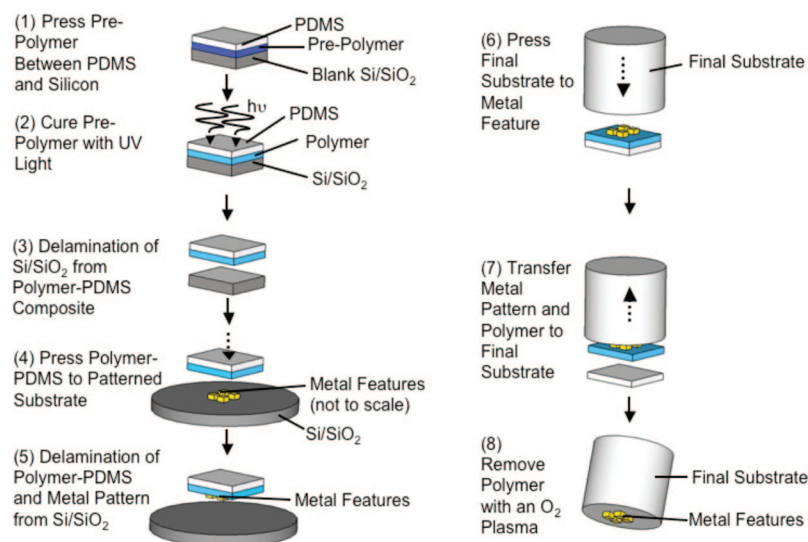 (1) Press Pre-
Polymer
Between PDMS
and Silicon
PDMS
Pre-Polymer
Blank Si/SiO₂
hυ
(2) Cure Pre-
Polymer with UV
Light
PDMS
Polymer
Si/SiO₂
(3) Delamination of
Si/SiO₂ from
Polymer-PDMS
Composite
(4) Press Polymer-
PDMS to Patterned
Substrate
Metal Features
(not to scale)
Si/SiO₂
(5) Delamination of
Polymer-PDMS
and Metal Pattern
from Si/SiO₂
Metal Features
(6) Press
Final
Substrate to
Metal
Feature
Final Substrate
(7) Transfer
Metal
Pattern and
Polymer to
Final
Substrate
(8)
Remove
Polymer
with an O₂
Plasma
Final Substrate
Metal Features